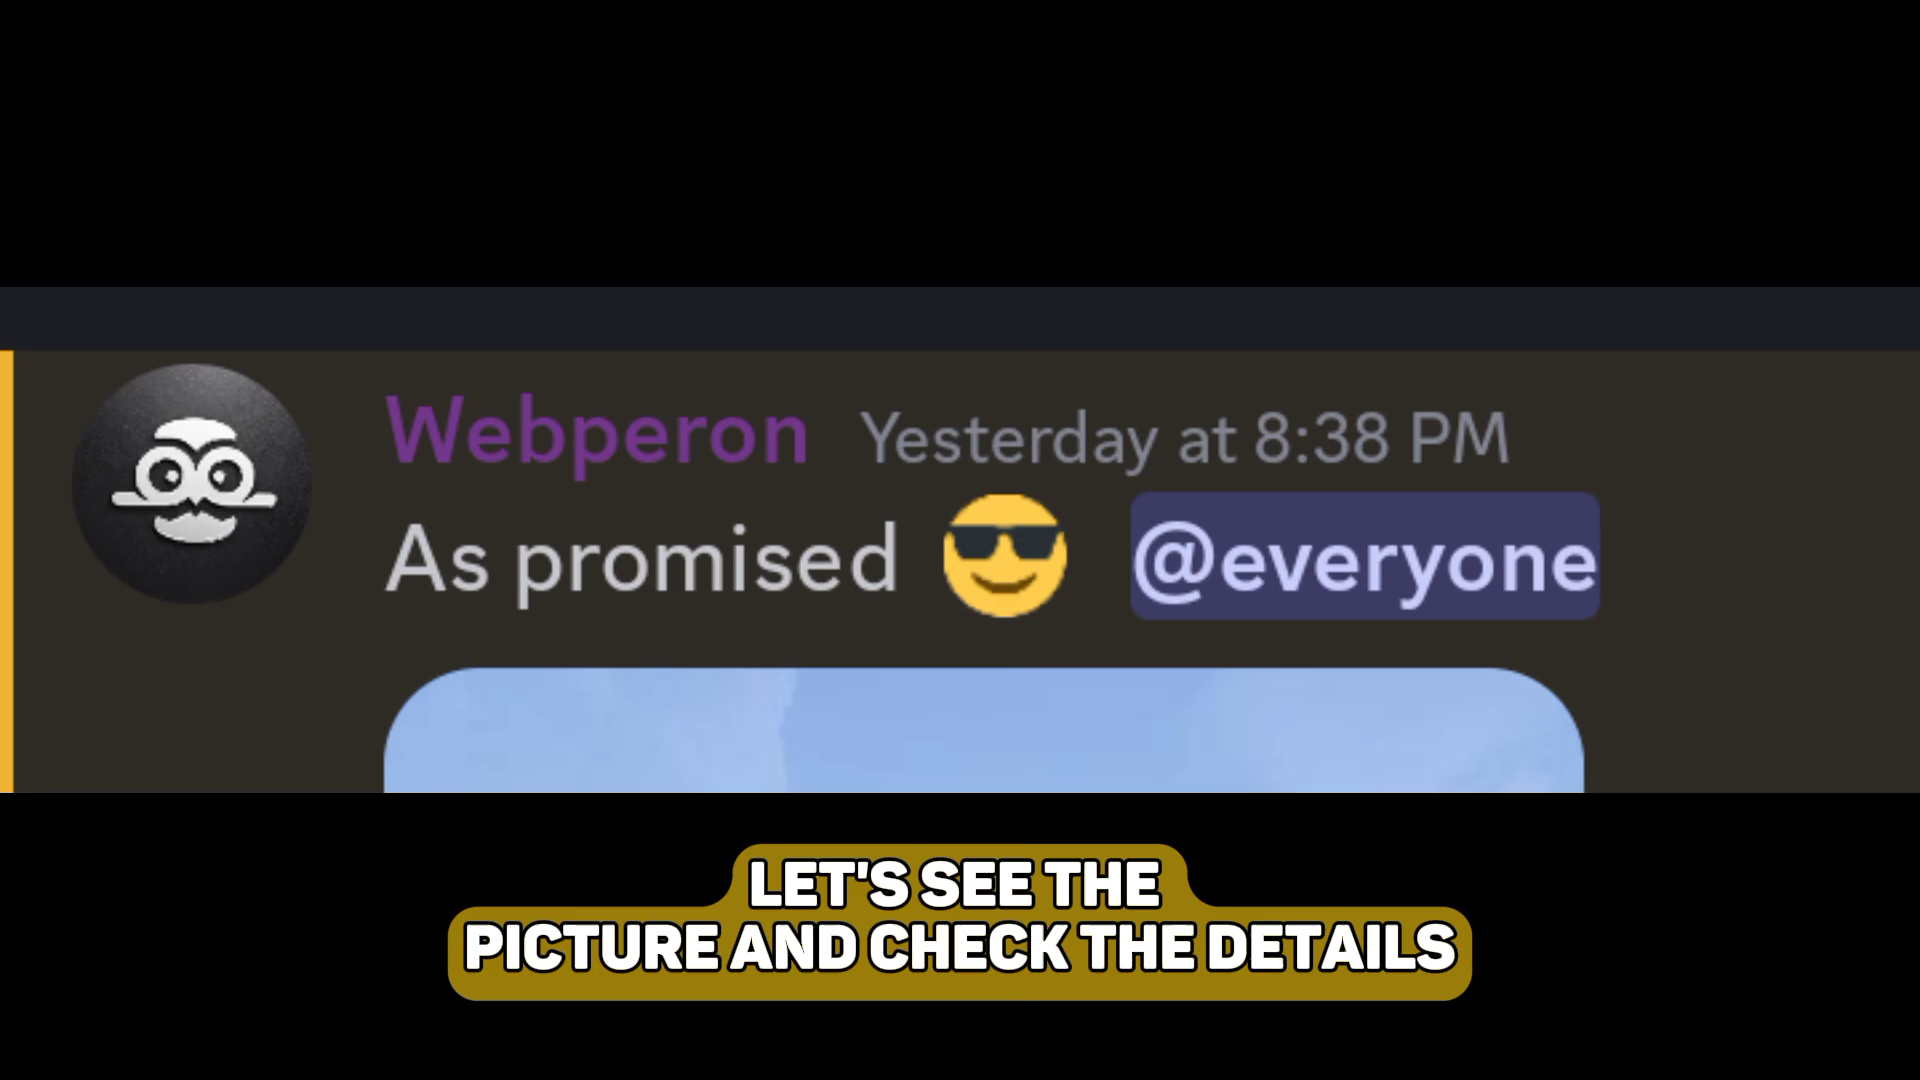 Webperon Yesterday at 8:38 PM
As promised 😎 @everyone
LET'S SEE THE
PICTURE AND CHECK THE DETAILS